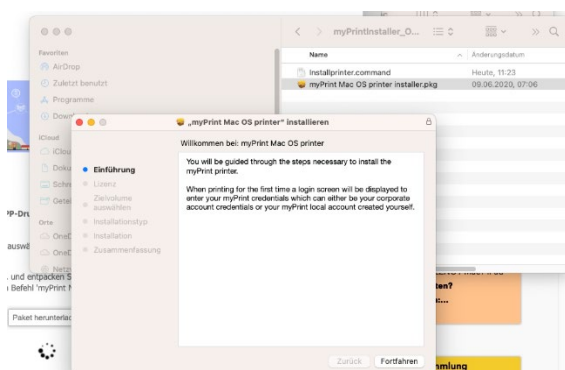 myPrintInstaller_O...
Favoriten
AirDrop
Zuletzt benutzt
Programme
iCloud
Orte
Name
Änderungsdatum
Installprinter.command
Heute, 11:23
myPrint Mac OS printer installer.pkg
09.06.2020, 07:06
„myPrint Mac OS printer“ installieren
Willkommen bei: myPrint Mac OS printer
Einführung
Lizenz
Zielvolume
auswählen
Installationstyp
Installation
Zusammenfassung
You will be guided through the steps necessary to install the
myPrint printer.
When printing for the first time a login screen will be displayed to
enter your myPrint credentials which can either be your corporate
account credentials or your myPrint local account created yourself.
Zurück
Fortfahren
und entpacken S
Befehl 'myPrint
Paket herunterlad
ten?
mmlung